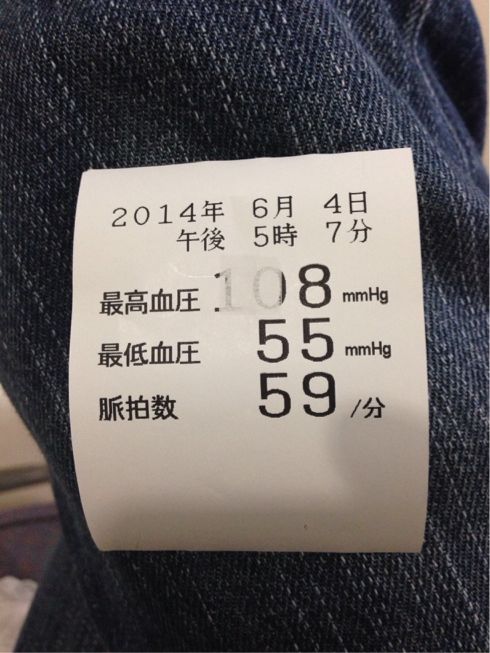 2014年 6月 4日
午後 5時 7分
最高血圧 108 mmHg
最低血圧 55 mmHg
脈拍数 59 /分